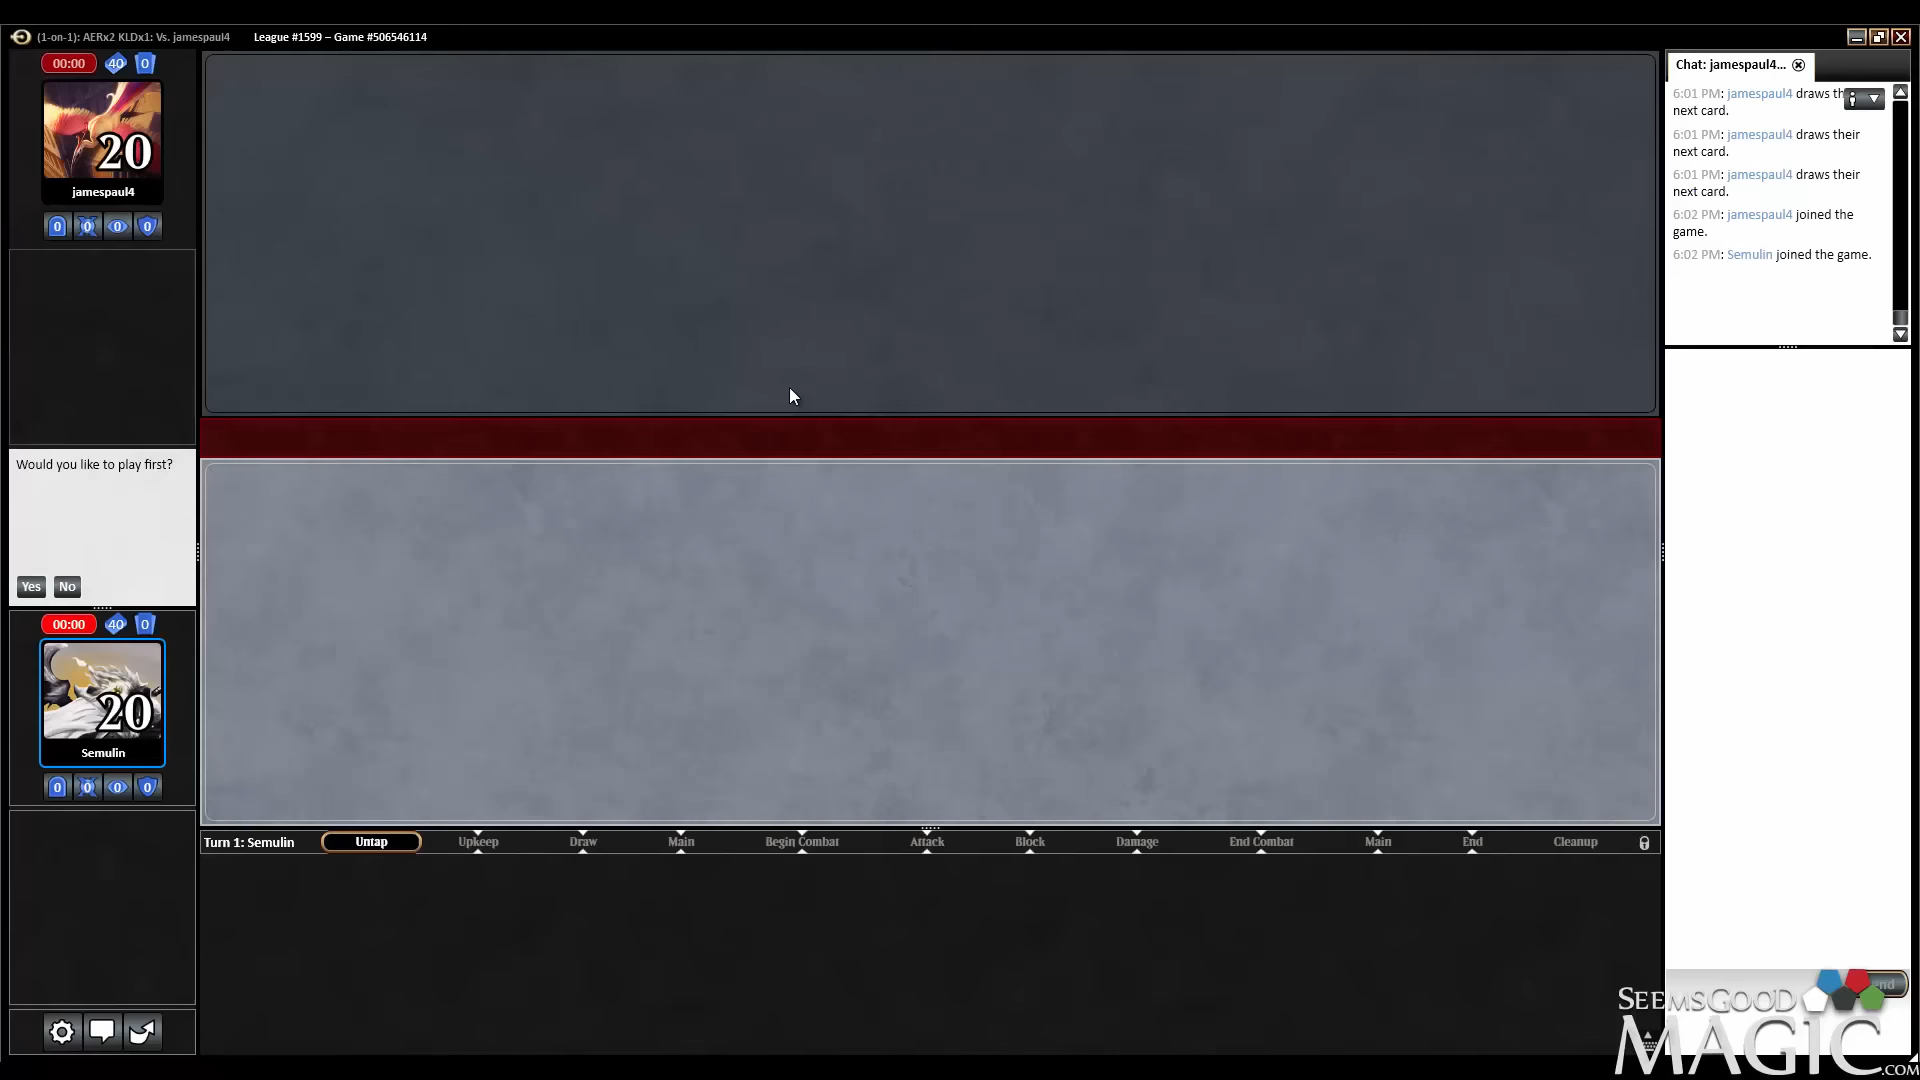 (1-on-1): AERx2 KLDx1: Vs. jamespaul4 League #1599 – Game #506546114
00:00 40 0
20
jamespaul4
0 0 0 0
Would you like to play first?
Yes No
00:00 40 0
20
Semulin
0 0 0 0
Turn 1: Semulin Untap Upkeep Draw Main Begin Combat Attack Block Damage End Combat Main End Cleanup
Chat: jamespaul4...
6:01 PM: jamespaul4 draws
next card.
6:01 PM: jamespaul4 draws their
next card.
6:01 PM: jamespaul4 draws their
next card.
6:02 PM: jamespaul4 joined the
game.
6:02 PM: Semulin joined the game.
SEEMSGOOD
MAGIC
.COM